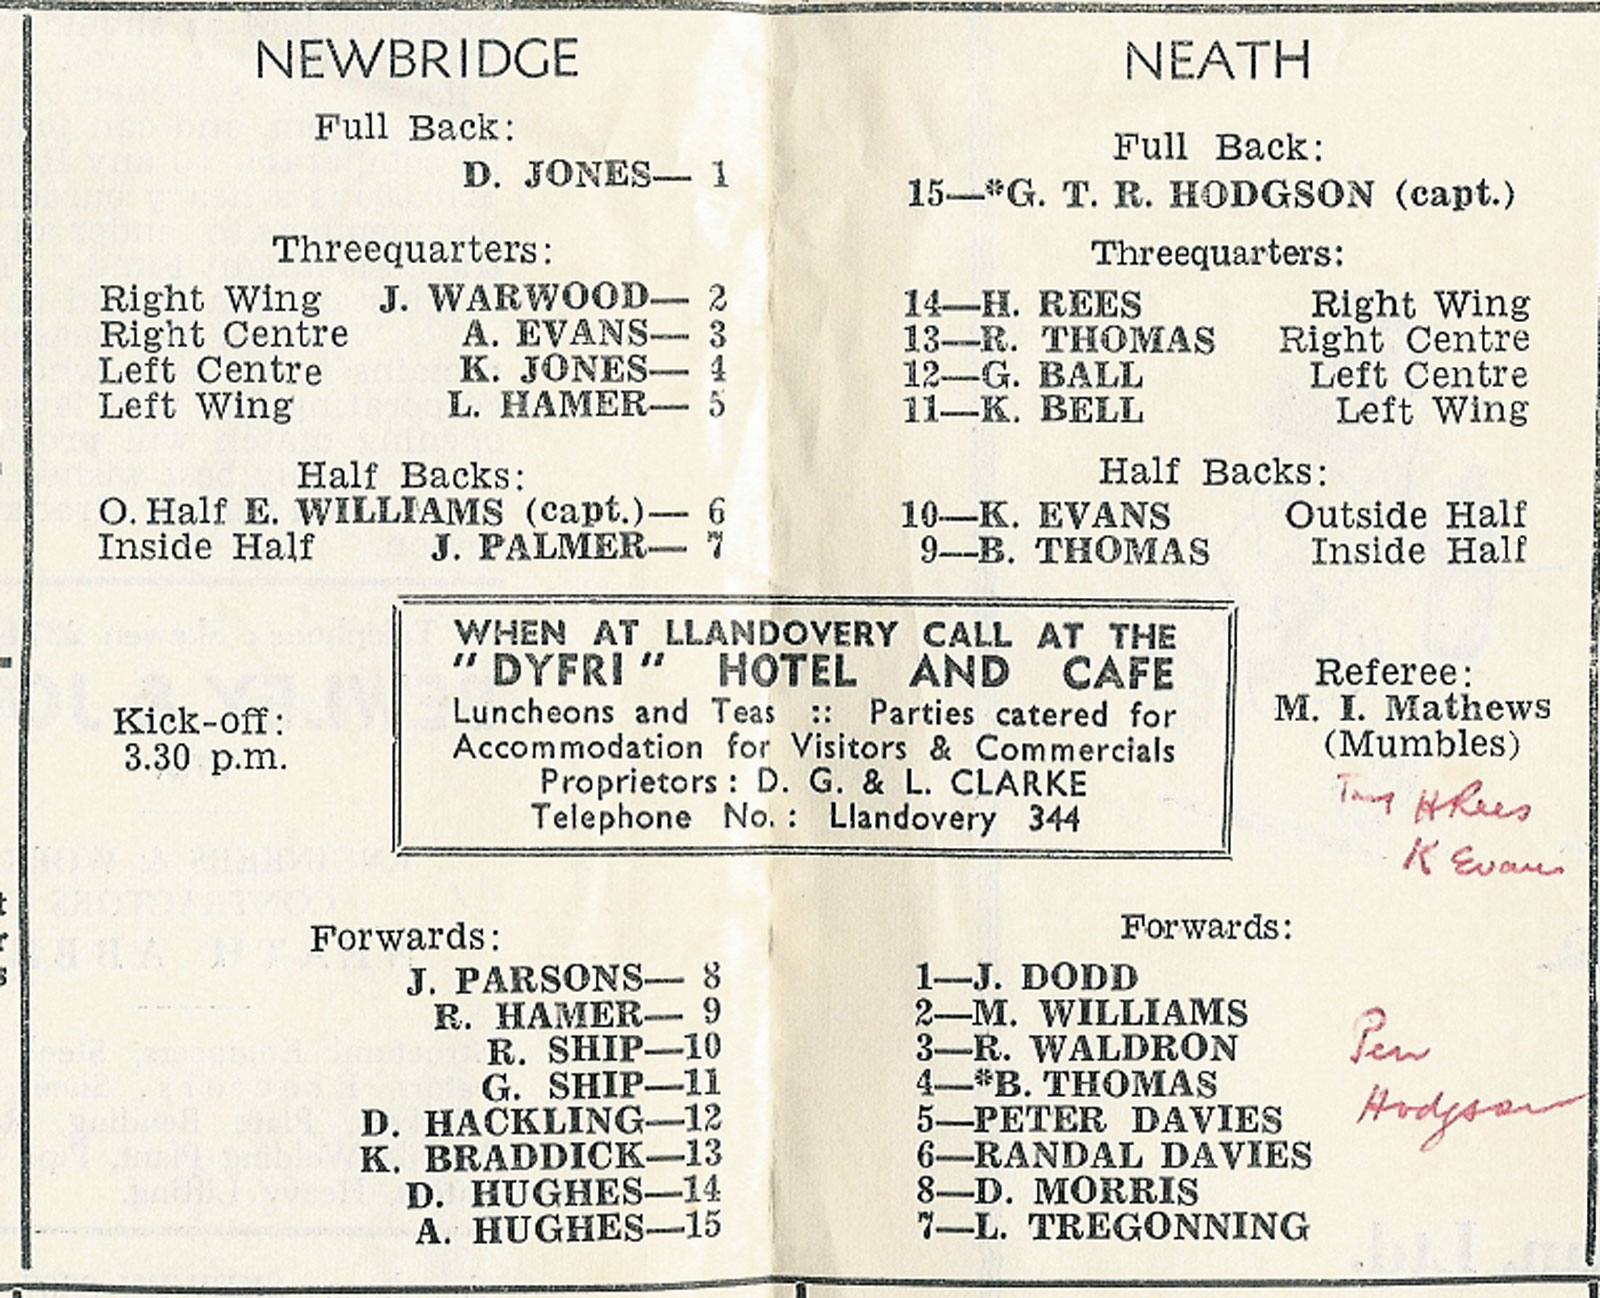 NEWBRIDGE
Full Back:
D. JONES— 1
Threequarters:
Right Wing J. WARWOOD— 2
Right Centre A. EVANS— 3
Left Centre K. JONES— 4
Left Wing L. HAMER— 5
Half Backs:
O. Half E. WILLIAMS (capt.)— 6
Inside Half J. PALMER— 7
NEATH
Full Back:
15—*G. T. R. HODGSON (capt.)
Threequarters:
14—H. REES Right Wing
13—R. THOMAS Right Centre
12—G. BALL Left Centre
11—K. BELL Left Wing
Half Backs:
10—K. EVANS Outside Half
9—B. THOMAS Inside Half
Kick-off:
3.30 p.m.
WHEN AT LLANDOVERY CALL AT THE
"DYFRI" HOTEL AND CAFE
Luncheons and Teas :: Parties catered for
Accommodation for Visitors & Commercials
Proprietors: D. G. & L. CLARKE
Telephone No.: Llandovery 344
Referee:
M. I. Mathews
(Mumbles)
H Rees
K Evans
Forwards:
J. PARSONS— 8
R. HAMER— 9
R. SHIP—10
G. SHIP—11
D. HACKLING—12
K. BRADDICK—13
D. HUGHES—14
A. HUGHES—15
Forwards:
1—J. DODD
2—M. WILLIAMS
3—R. WALDRON
4—*B. THOMAS
5—PETER DAVIES
6—RANDAL DAVIES
8—D. MORRIS
7—L. TREGONNING
Pen
Hodgson